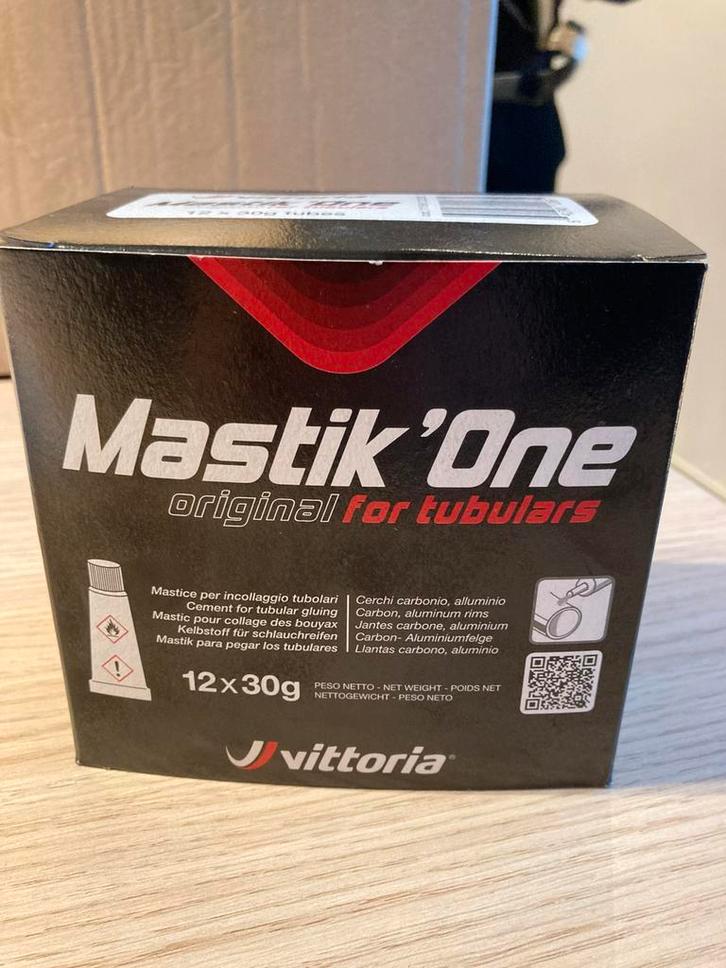 Mastik 'One
12 x 30g tubes
Mastik 'One
original for tubulars
Mastice per incollaggio tubolari
Cement for tubular gluing
Mastic pour collage des bouyax
Kelbstoff für schlauchreifen
Mastik para pegar los tubulares
Cerchi carbonio, alluminio
Carbon, aluminum rims
Jantes carbone, aluminium
Carbon- Aluminiumfelge
Llantas carbono, aluminio
12x30g
PESO NETTO - NET WEIGHT - POIDS NET
NETTOGEWICHT - PESO NETO
vittoria®